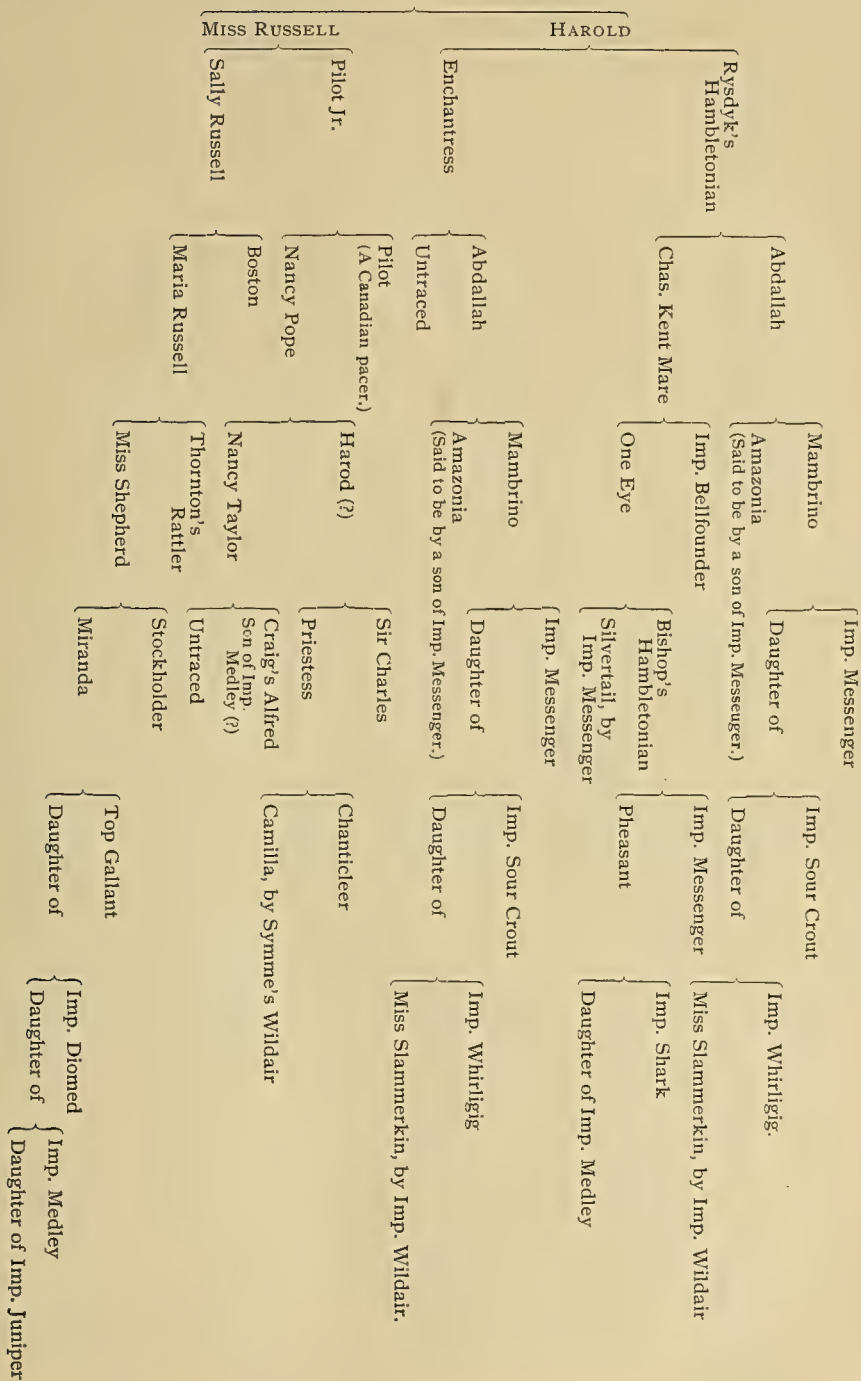 HAROLD
MISS RUSSELL
Rysdyk's
Hambletonian
Enchantress
Pilot Jr.
Sally Russell
Abdallah
Chas. Kent Mare
Abdallah
Untraced
Pilot
(A Canadian pacer.)
Nancy Pope
Boston
Maria Russell
Mambrino
Amazonia
(Said to be by a son of Imp. Messenger.)
Imp. Bellfounder
One Eye
Mambrino
Amazonia
(Said to be by a son of Imp. Messenger.)
Harod (?)
Nancy Taylor
Thornton's
Rattler
Miss Shepherd
Imp. Messenger
Daughter of
Bishop's
Hambletonian
Silvertail, by
Imp. Messenger
Imp. Messenger
Daughter of
Sir Charles
Priestess
Craig's Alfred
Son of Imp.
Medley (?)
Untraced
Stockholder
Miranda
Imp. Sour Crout
Daughter of
Imp. Messenger
Pheasant
Imp. Sour Crout
Daughter of
Chanticleer
Camilla, by Symme's Wildair
Top Gallant
Daughter of
Imp. Whirligig.
Miss Slammerkin, by Imp. Wildair
Imp. Shark
Daughter of Imp. Medley
Imp. Whirligig
Miss Slammerkin, by Imp. Wildair.
Imp. Diomed
Daughter of
Imp. Medley
Daughter of Imp. Juniper